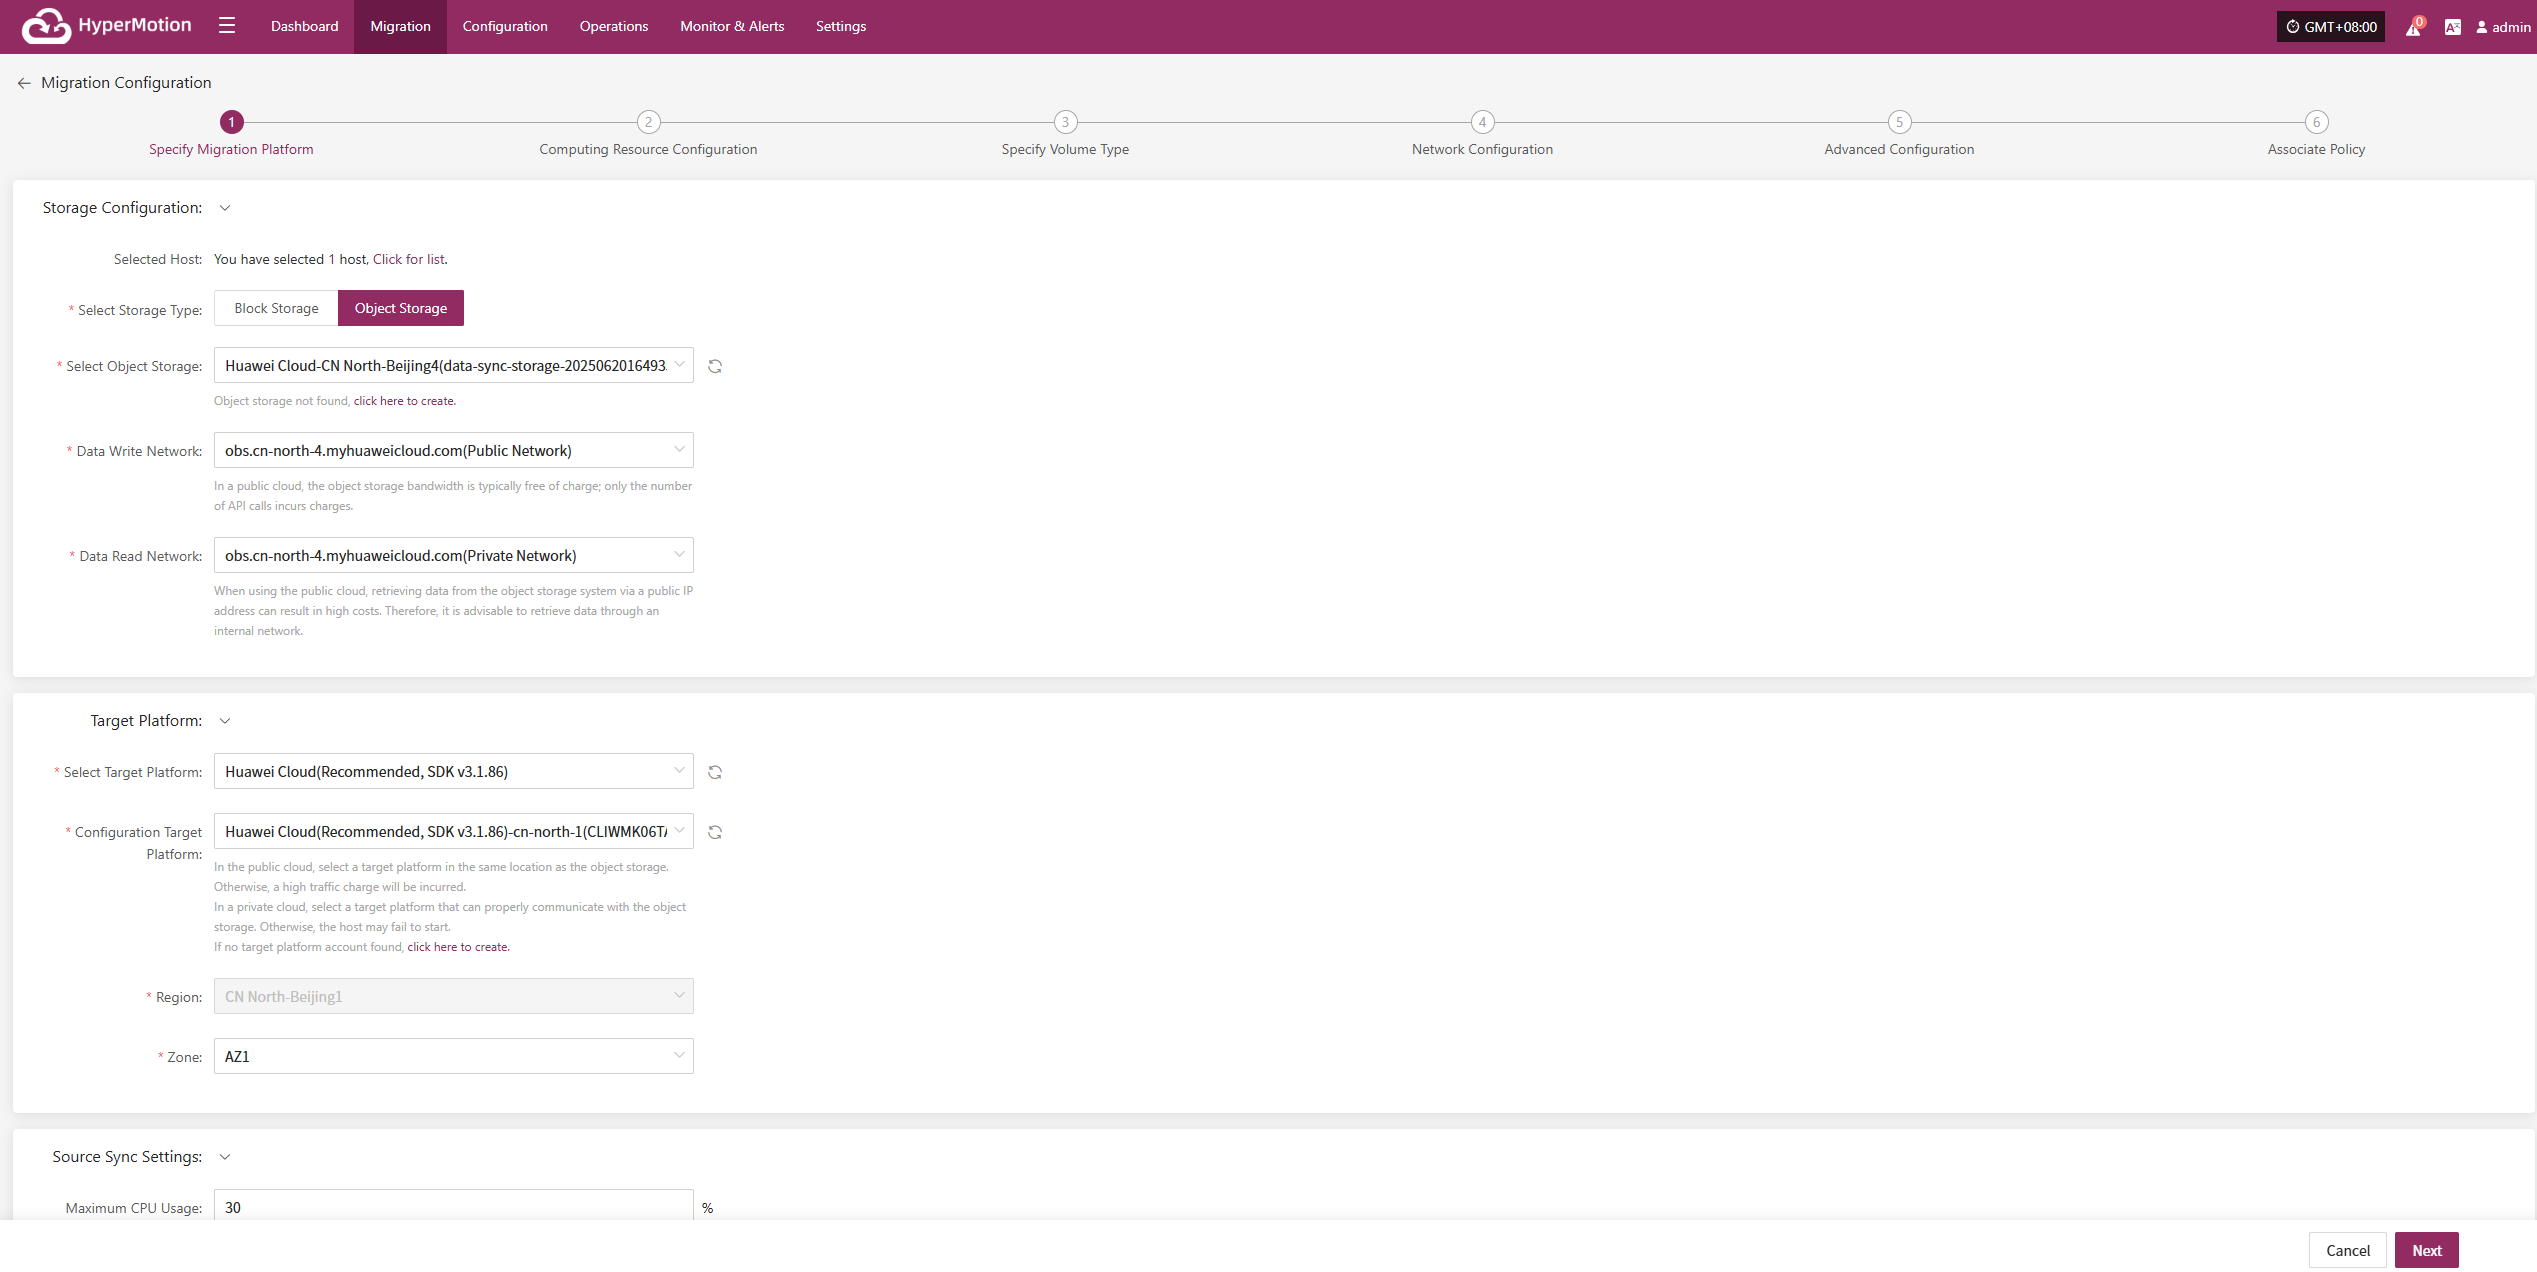 HyperMotion
Dashboard
Migration
Configuration
Operations
Monitor & Alerts
Settings
GMT+08:00
0
admin
Migration Configuration
1
2
3
4
5
6
Specify Migration Platform
Computing Resource Configuration
Specify Volume Type
Network Configuration
Advanced Configuration
Associate Policy
Storage Configuration:
Selected Host: You have selected 1 host, Click for list.
* Select Storage Type: Block Storage Object Storage
* Select Object Storage: Huawei Cloud-CN North-Beijing4(data-sync-storage-2025062016493
Object storage not found, click here to create.
* Data Write Network: obs.cn-north-4.myhuaweicloud.com(Public Network)
In a public cloud, the object storage bandwidth is typically free of charge; only the number
of API calls incurs charges.
* Data Read Network: obs.cn-north-4.myhuaweicloud.com(Private Network)
When using the public cloud, retrieving data from the object storage system via a public IP
address can result in high costs. Therefore, it is advisable to retrieve data through an
internal network.
Target Platform:
* Select Target Platform: Huawei Cloud(Recommended, SDK v3.1.86)
* Configuration Target
Platform:
Huawei Cloud(Recommended, SDK v3.1.86)-cn-north-1(CLIWMK06T
In the public cloud, select a target platform in the same location as the object storage.
Otherwise, a high traffic charge will be incurred.
In a private cloud, select a target platform that can properly communicate with the object
storage. Otherwise, the host may fail to start.
If no target platform account found, click here to create.
* Region: CN North-Beijing1
* Zone: AZ1
Source Sync Settings:
Maximum CPU Usage: 30 %
Cancel
Next